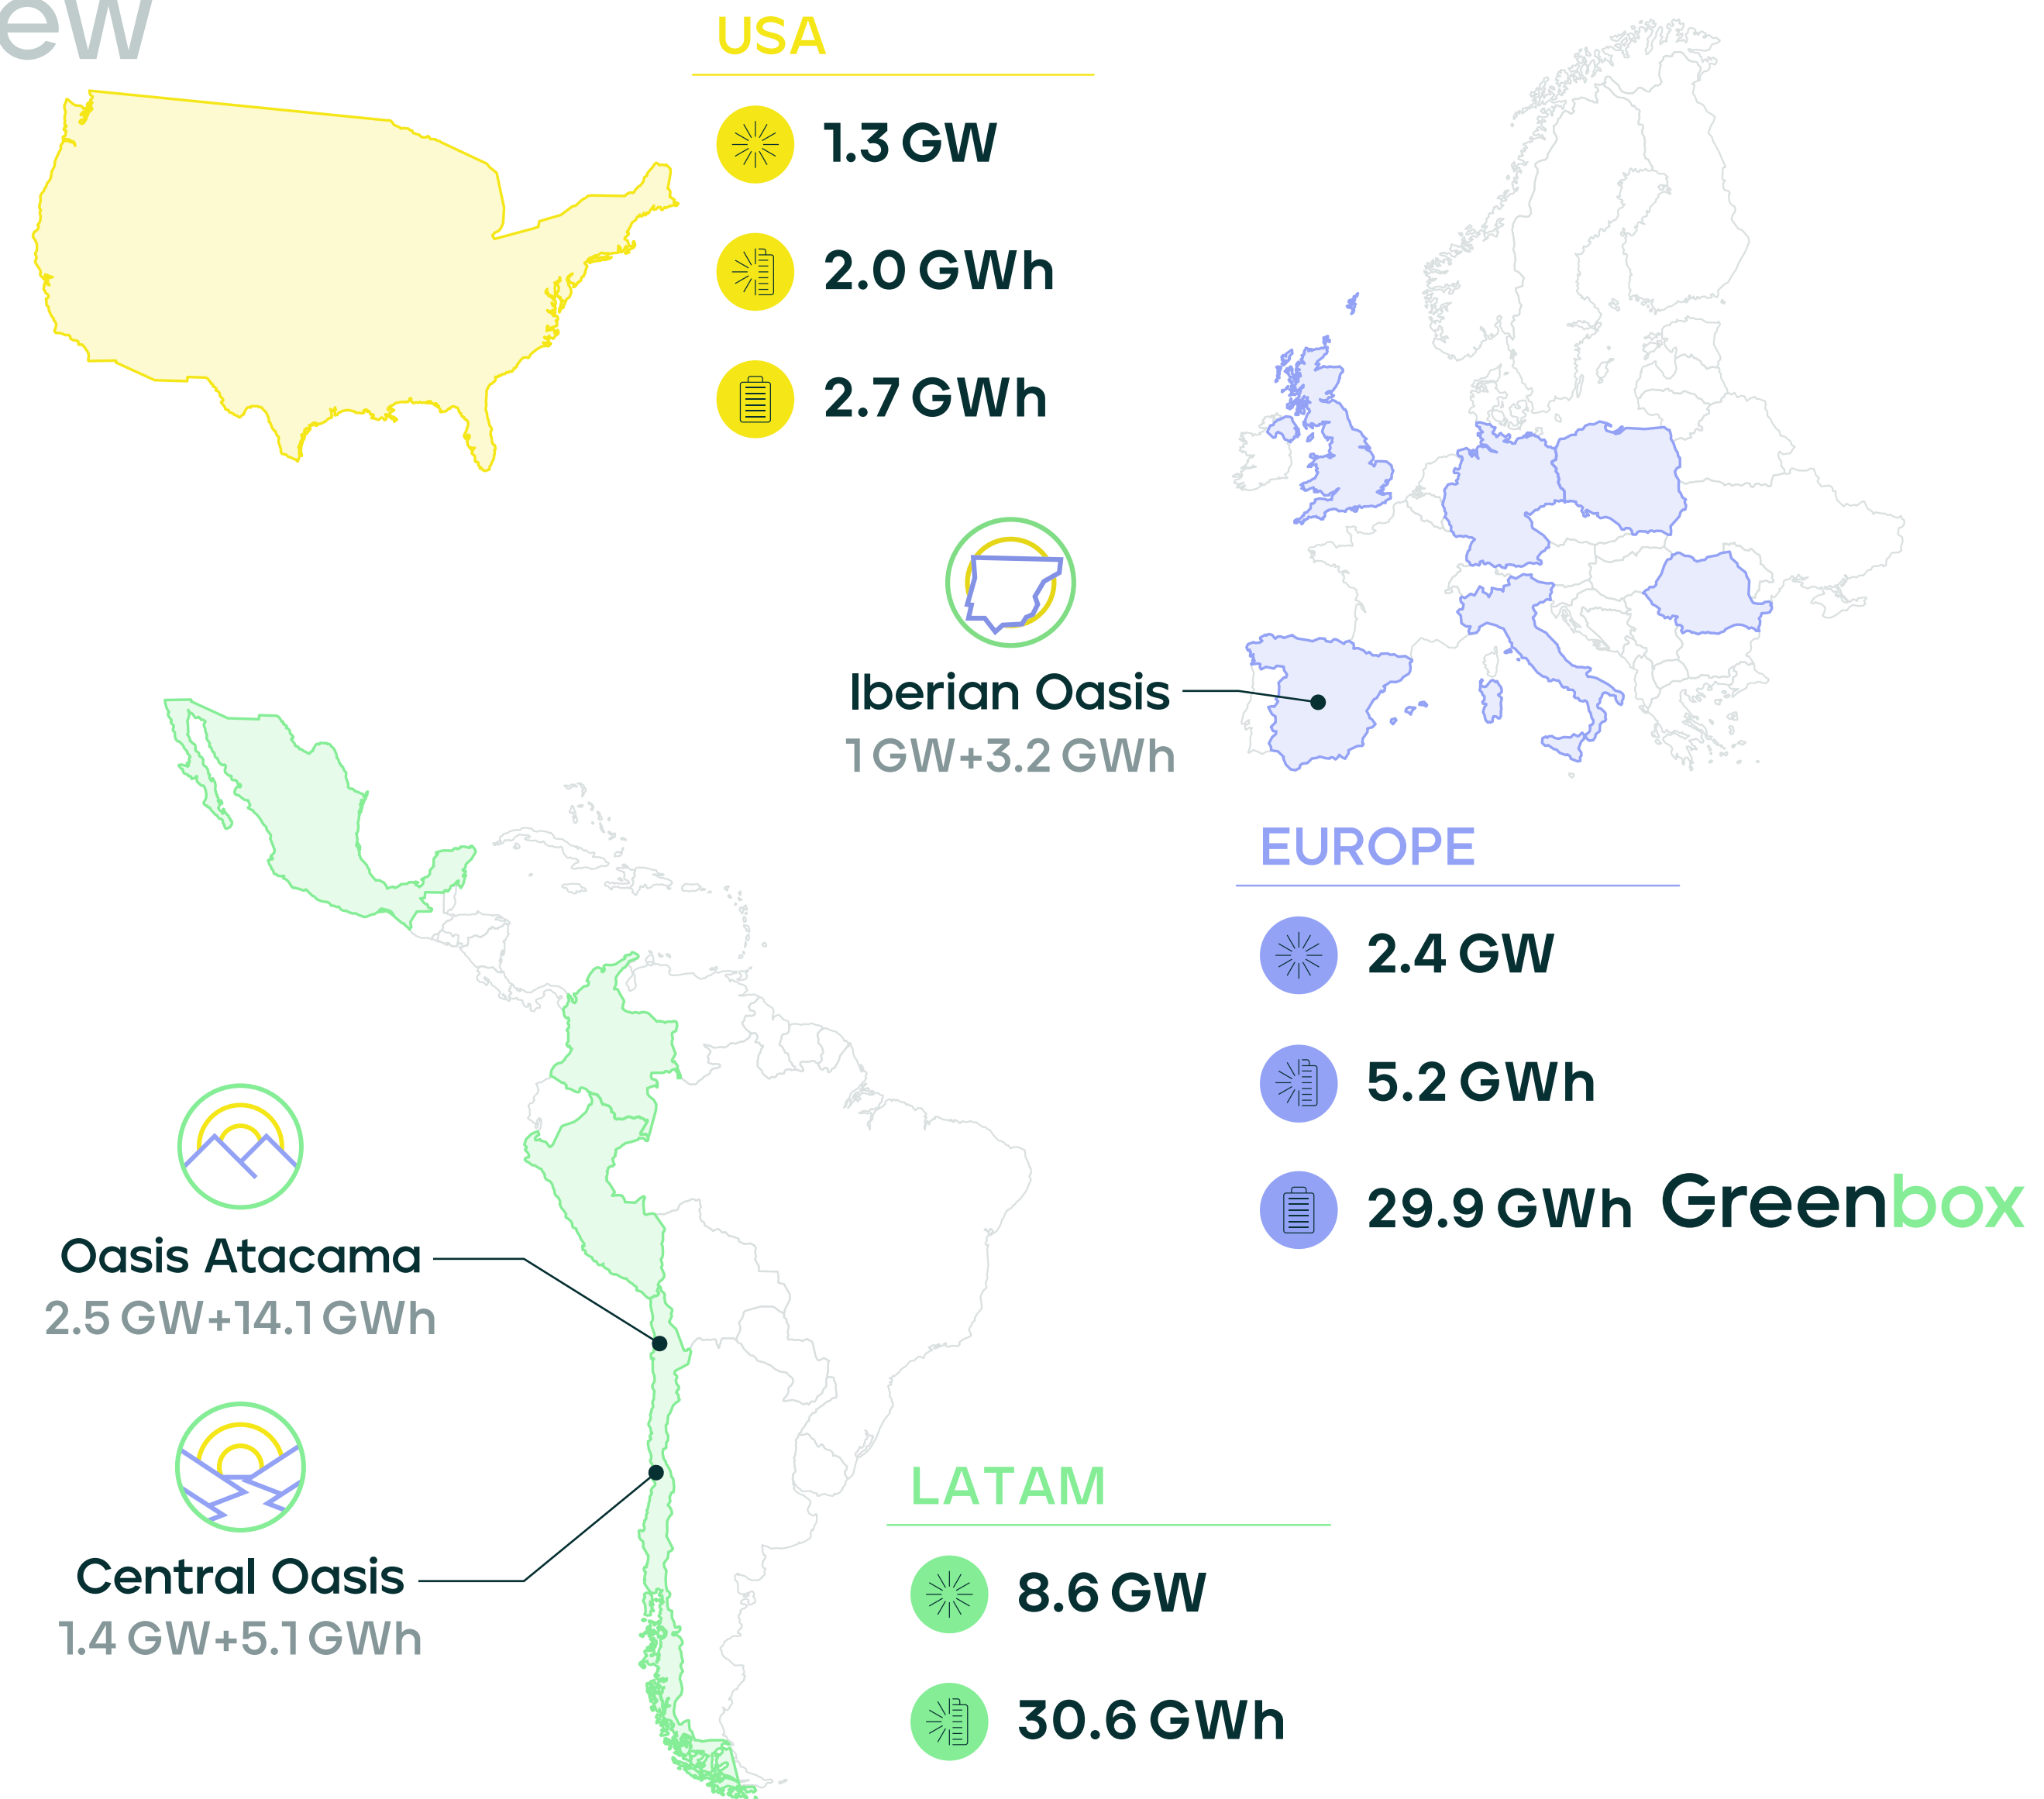 ew
USA
1.3 GW
2.0 GWh
2.7 GWh
Iberian Oasis
1 GW+3.2 GWh
EUROPE
2.4 GW
5.2 GWh
29.9 GWh Greenbox
Oasis Atacama
2.5 GW+14.1 GWh
Central Oasis
1.4 GW+5.1 GWh
LATAM
8.6 GW
30.6 GWh